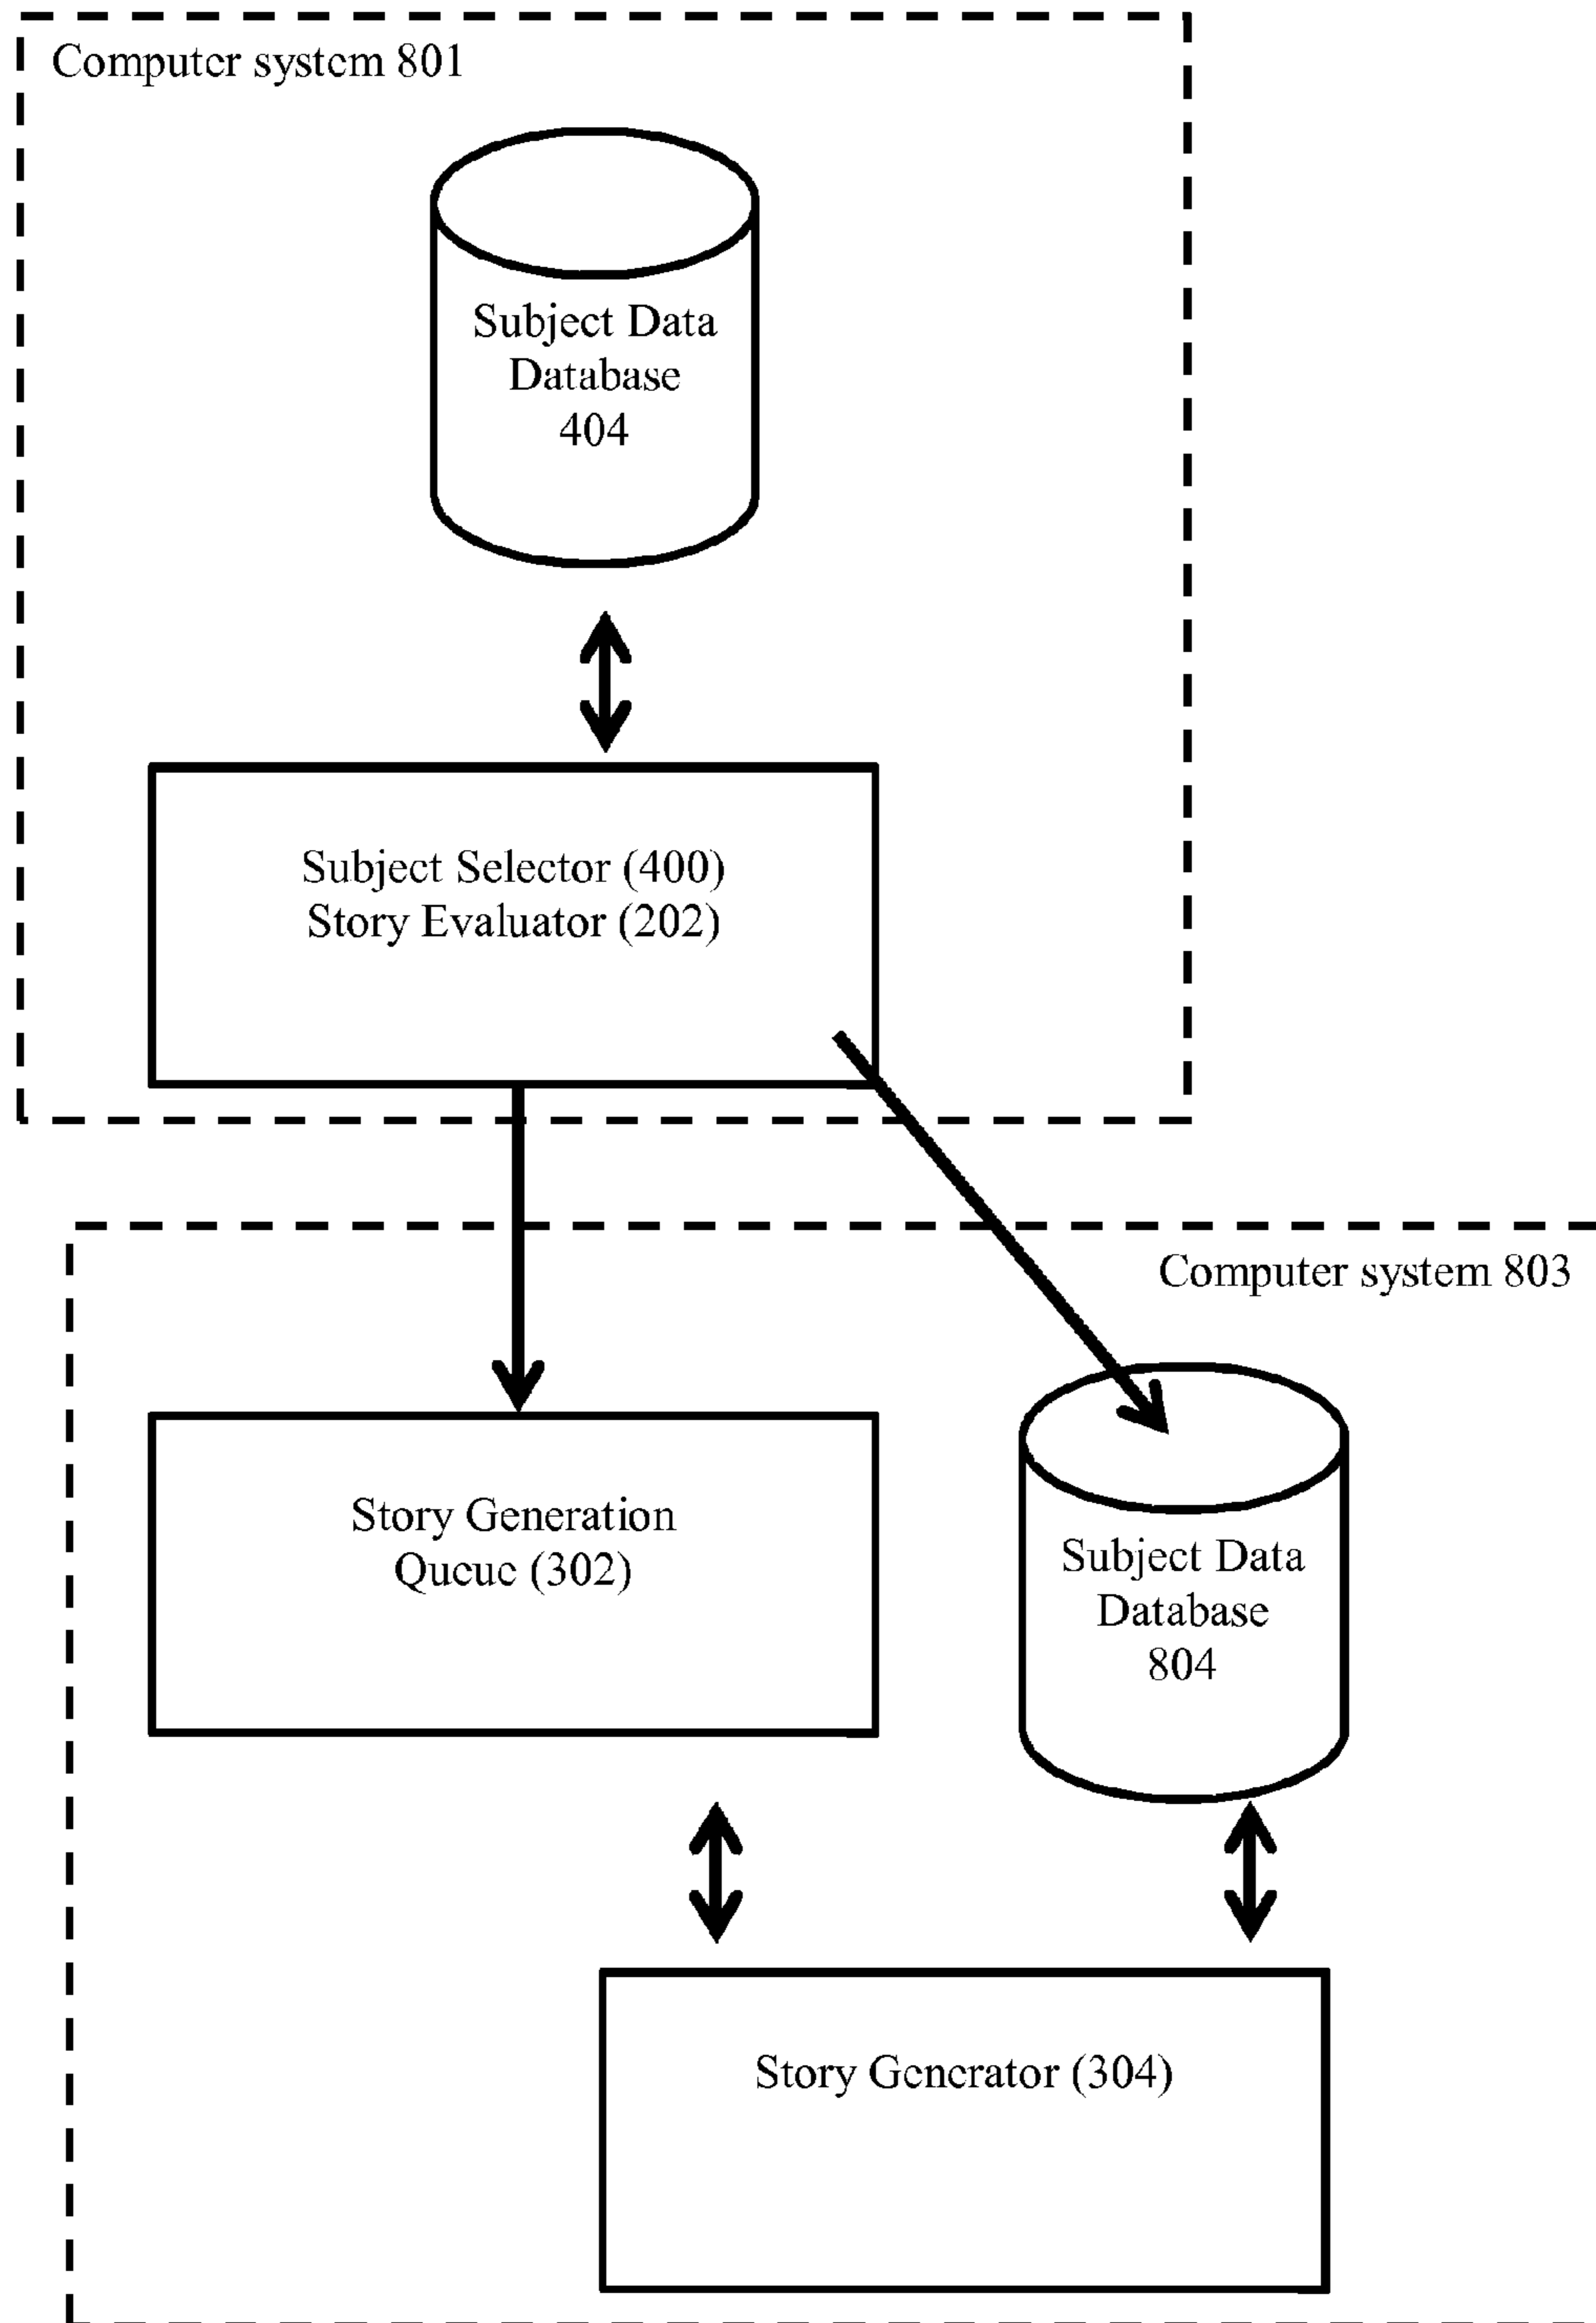 Computer system 801
Subject Data
Database
404
Subject Selector (400)
Story Evaluator (202)
Computer system 803
Story Generation
Queue (302)
Subject Data
Database
804
Story Generator (304)